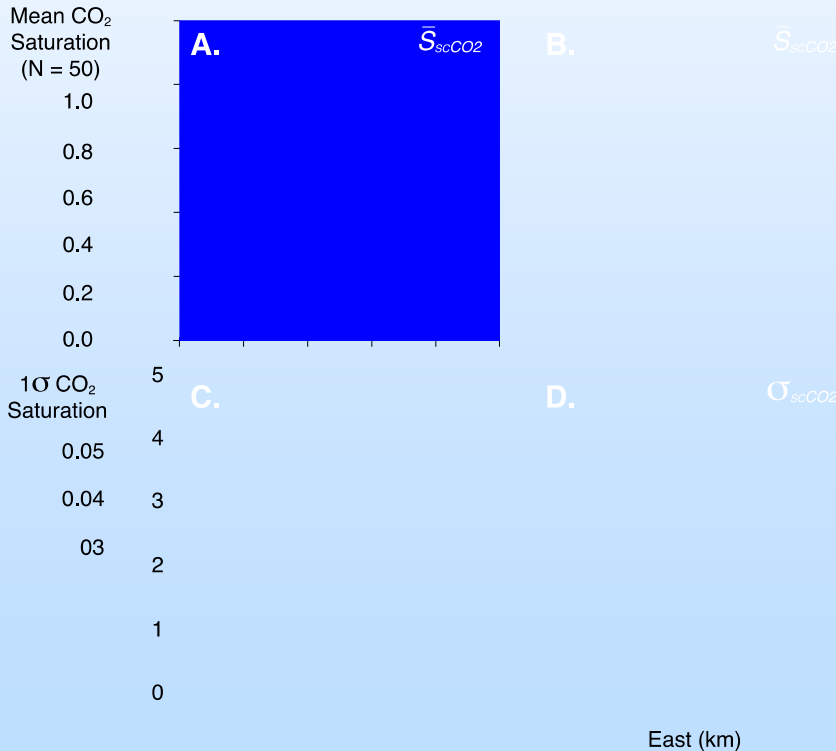 Mean CO₂
Saturation
(N = 50)
1.0
0.8
0.6
0.4
0.2
0.0
A.
S̄scCO2
B.
S̄scCO2
1σ CO₂
Saturation
0.05
0.04
03
5
4
3
2
1
0
C.
D.
σscCO2
East (km)